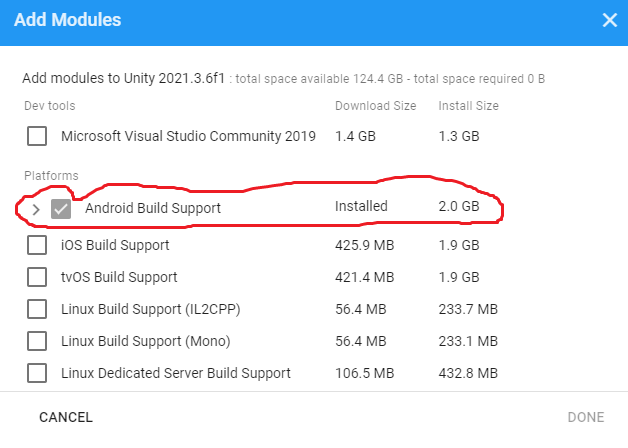 Add Modules
Add modules to Unity 2021.3.6f1 : total space available 124.4 GB - total space required 0 B
Dev tools Download Size Install Size
Microsoft Visual Studio Community 2019 1.4 GB 1.3 GB
Platforms
Android Build Support Installed 2.0 GB
iOS Build Support 425.9 MB 1.9 GB
tvOS Build Support 421.4 MB 1.9 GB
Linux Build Support (IL2CPP) 56.4 MB 233.7 MB
Linux Build Support (Mono) 56.4 MB 233.1 MB
Linux Dedicated Server Build Support 106.5 MB 432.8 MB
CANCEL DONE